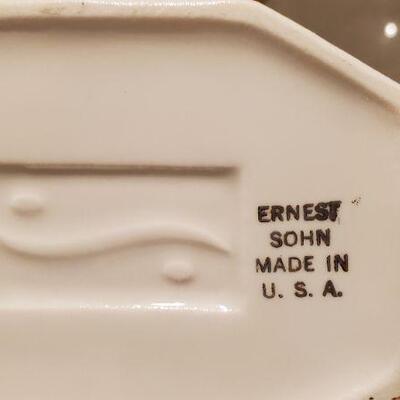 ERNEST
SOHN
MADE IN
U. S. A.